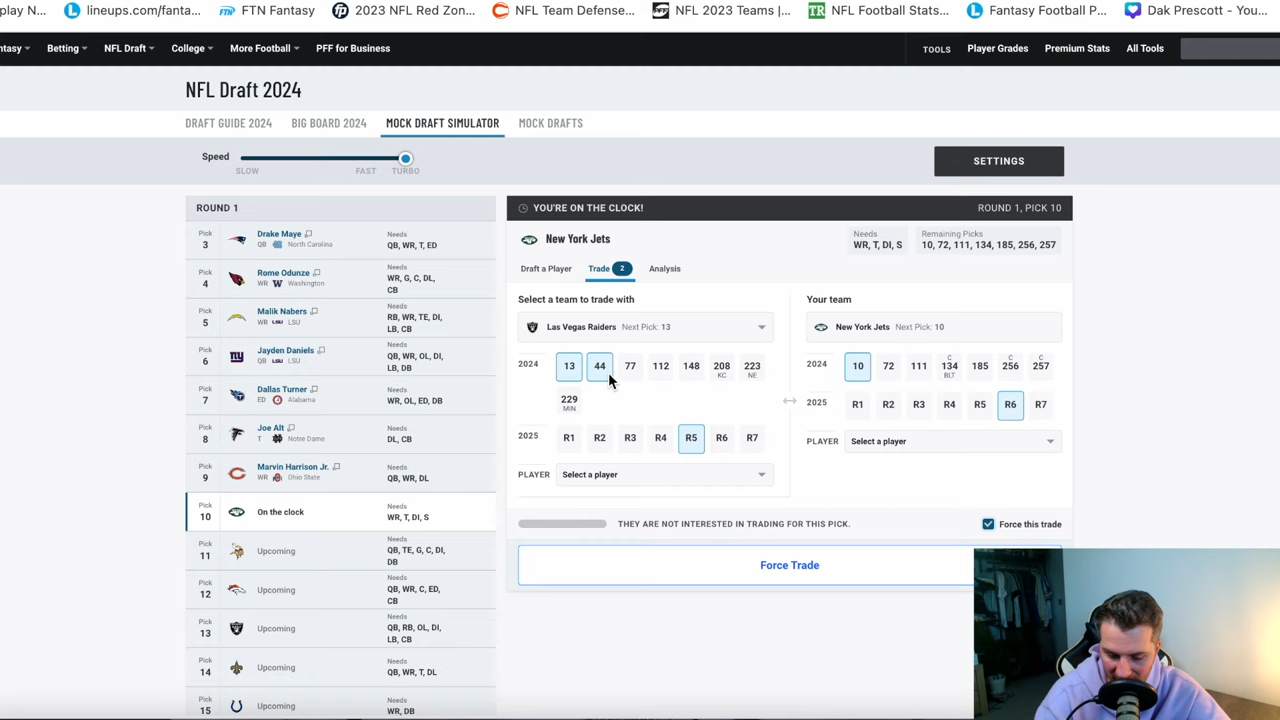 play N...
lineups.com/fanta...
FTN Fantasy
2023 NFL Red Zon...
NFL Team Defense...
NFL 2023 Teams |...
NFL Football Stats...
Fantasy Football P...
Dak Prescott - You...
ntasy
Betting
NFL Draft
College
More Football
PFF for Business
TOOLS
Player Grades
Premium Stats
All Tools
NFL Draft 2024
DRAFT GUIDE 2024
BIG BOARD 2024
MOCK DRAFT SIMULATOR
MOCK DRAFTS
Speed
SLOW
FAST
TURBO
SETTINGS
ROUND 1
Pick
3
Drake Maye
QB North Carolina
Needs
QB, WR, T, ED
Pick
4
Rome Odunze
WR Washington
Needs
WR, G, C, DL,
CB
Pick
5
Malik Nabers
WR LSU LSU
Needs
RB, WR, TE, DI,
LB, CB
Pick
6
Jayden Daniels
QB LSU LSU
Needs
QB, WR, OL, DI,
LB, DB
Pick
7
Dallas Turner
ED Alabama
Needs
WR, OL, ED, DB
Pick
8
Joe Alt
T Notre Dame
Needs
DL, CB
Pick
9
Marvin Harrison Jr.
WR Ohio State
Needs
QB, WR, DL
Pick
10
On the clock
Needs
WR, T, DI, S
Pick
11
Upcoming
Needs
QB, TE, G, C, DI,
DB
Pick
12
Upcoming
Needs
QB, WR, C, ED,
CB
Pick
13
Upcoming
Needs
QB, RB, OL, DI,
LB, CB
Pick
14
Upcoming
Needs
QB, WR, T, DL
Pick
15
Upcoming
Needs
WR, DB
YOU'RE ON THE CLOCK!
ROUND 1, PICK 10
New York Jets
Needs
WR, T, DI, S
Remaining Picks
10, 72, 111, 134, 185, 256, 257
Draft a Player
Trade 2
Analysis
Select a team to trade with
Las Vegas Raiders Next Pick: 13
2024
13
44
77
112
148
208
KC
223
NE
229
MIN
2025
R1
R2
R3
R4
R5
R6
R7
PLAYER
Select a player
Your team
New York Jets Next Pick: 10
2024
10
72
111
C
134
BLT
185
C
256
C
257
2025
R1
R2
R3
R4
R5
R6
R7
PLAYER
Select a player
THEY ARE NOT INTERESTED IN TRADING FOR THIS PICK.
Force this trade
Force Trade